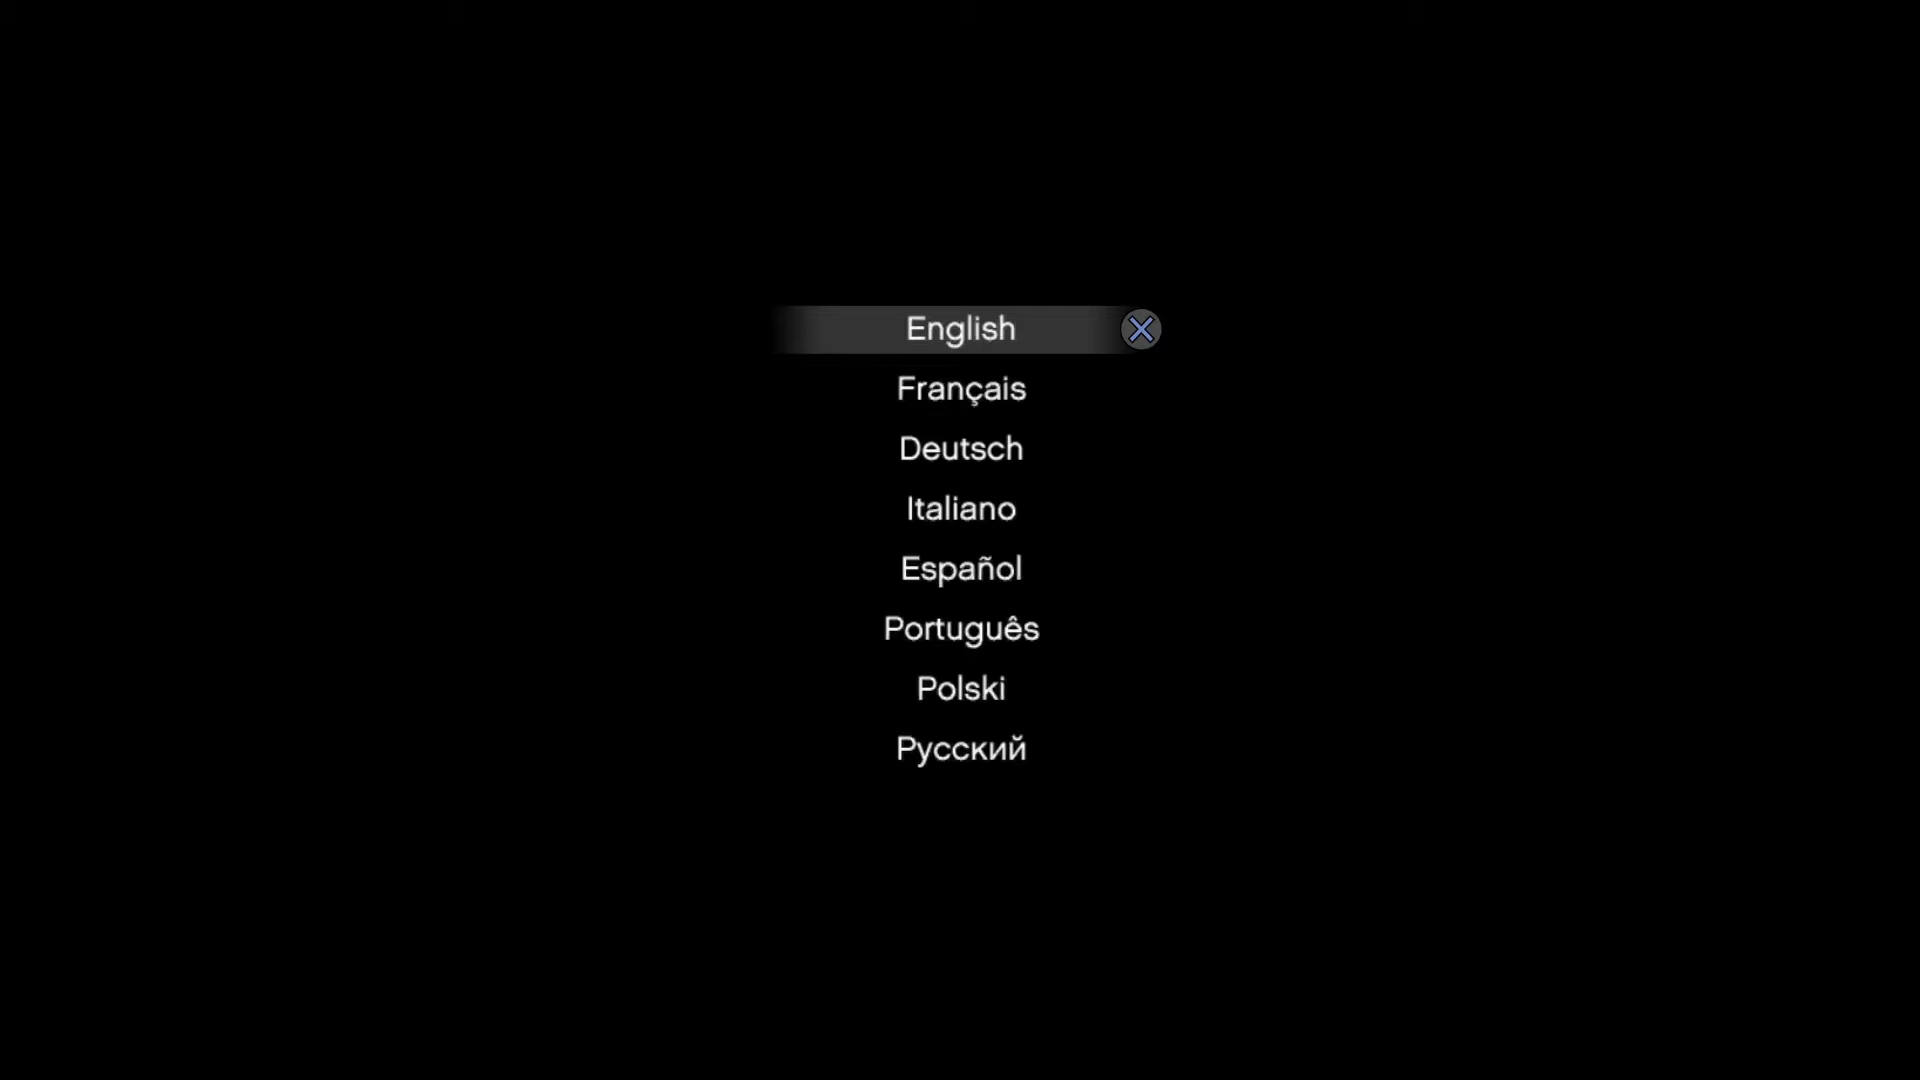 English
Français
Deutsch
Italiano
Español
Português
Polski
Русский